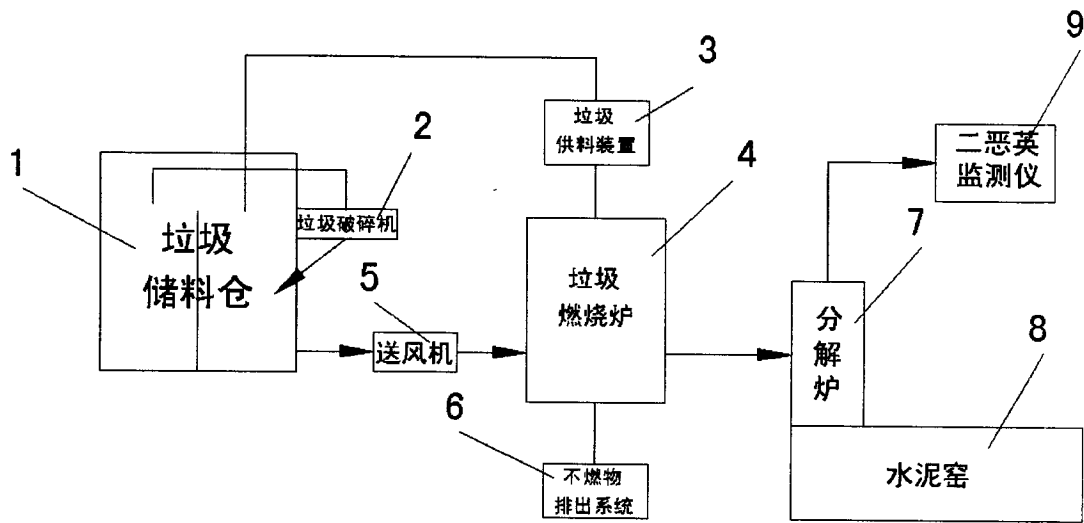 9
3
垃圾
供料装置
2
二恶英
监测仪
1
4
垃圾破碎机
7
垃圾
储料仓
5
垃圾
燃烧炉
送风机
分
解
炉
8
6
不燃物
排出系统
水泥窑